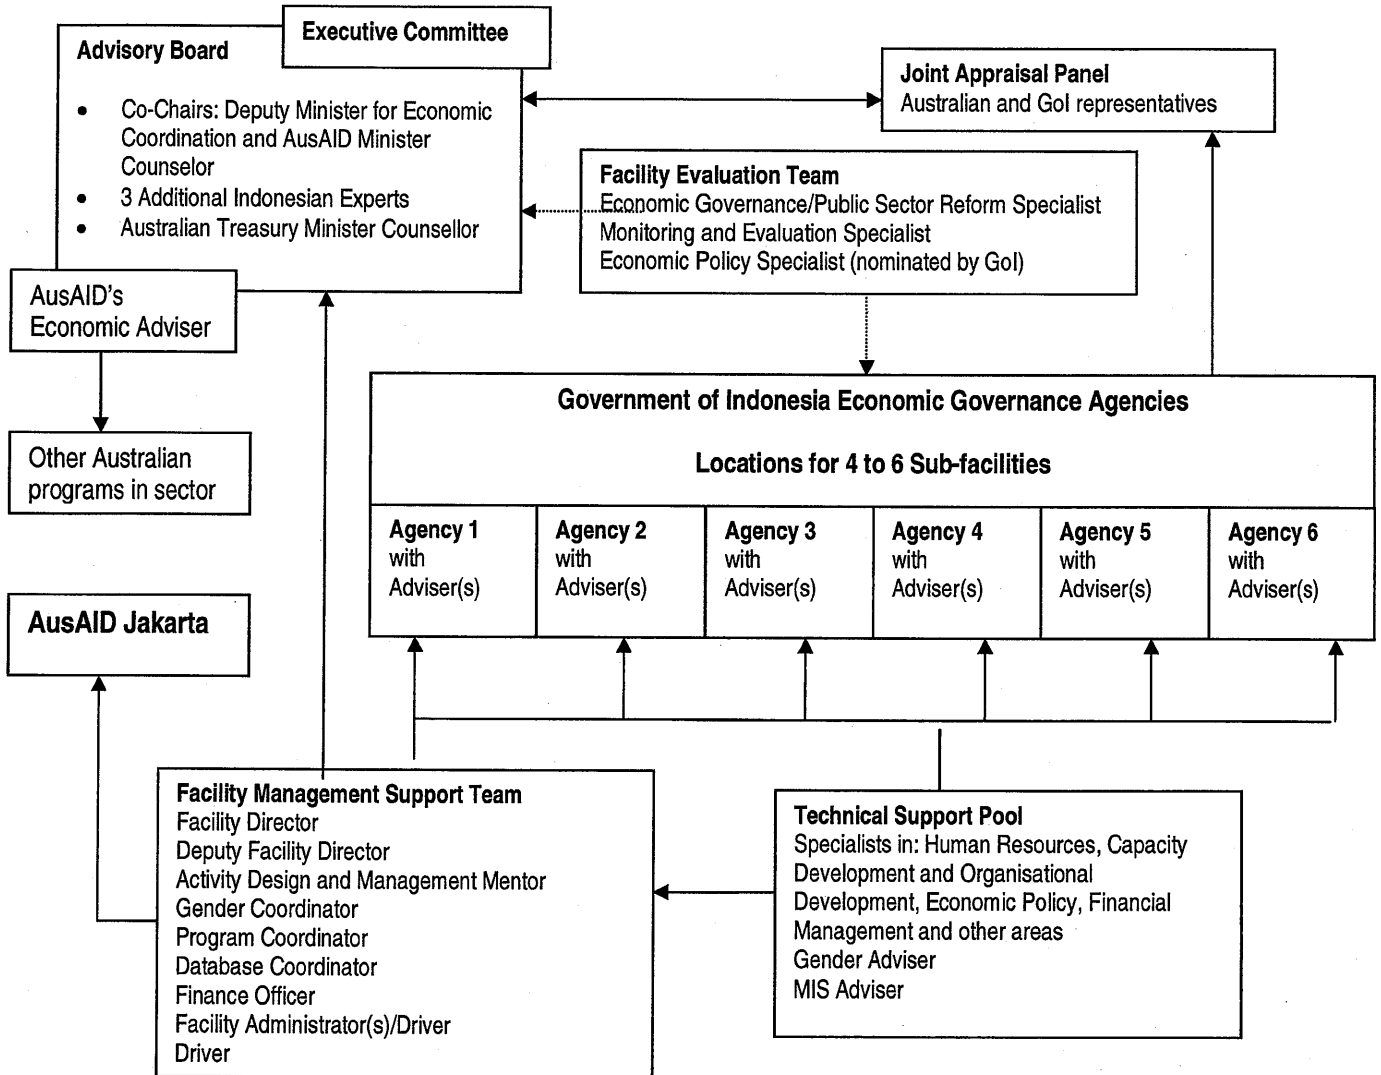 Executive Committee
Advisory Board
• Co-Chairs: Deputy Minister for Economic
Coordination and AusAID Minister
Counselor
• 3 Additional Indonesian Experts
• Australian Treasury Minister Counsellor
Joint Appraisal Panel
Australian and GoI representatives
Facility Evaluation Team
Economic Governance/Public Sector Reform Specialist
Monitoring and Evaluation Specialist
Economic Policy Specialist (nominated by GoI)
AusAID's
Economic Adviser
Other Australian
programs in sector
Government of Indonesia Economic Governance Agencies
Locations for 4 to 6 Sub-facilities
Agency 1
with
Adviser(s)
Agency 2
with
Adviser(s)
Agency 3
with
Adviser(s)
Agency 4
with
Adviser(s)
Agency 5
with
Adviser(s)
Agency 6
with
Adviser(s)
AusAID Jakarta
Facility Management Support Team
Facility Director
Deputy Facility Director
Activity Design and Management Mentor
Gender Coordinator
Program Coordinator
Database Coordinator
Finance Officer
Facility Administrator(s)/Driver
Driver
Technical Support Pool
Specialists in: Human Resources, Capacity
Development and Organisational
Development, Economic Policy, Financial
Management and other areas
Gender Adviser
MIS Adviser